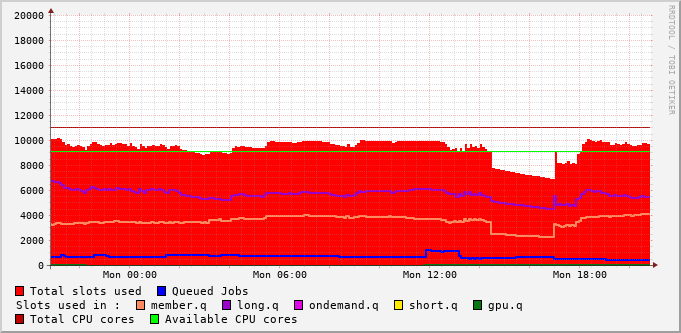 20000
18000
16000
14000
12000
10000
8000
6000
4000
2000
0
Mon 00:00 Mon 06:00 Mon 12:00 Mon 18:00
Total slots used Queued Jobs
Slots used in : member.q long.q ondemand.q short.q gpu.q
Total CPU cores Available CPU cores
RRDTOOL / TOBI OETIKER